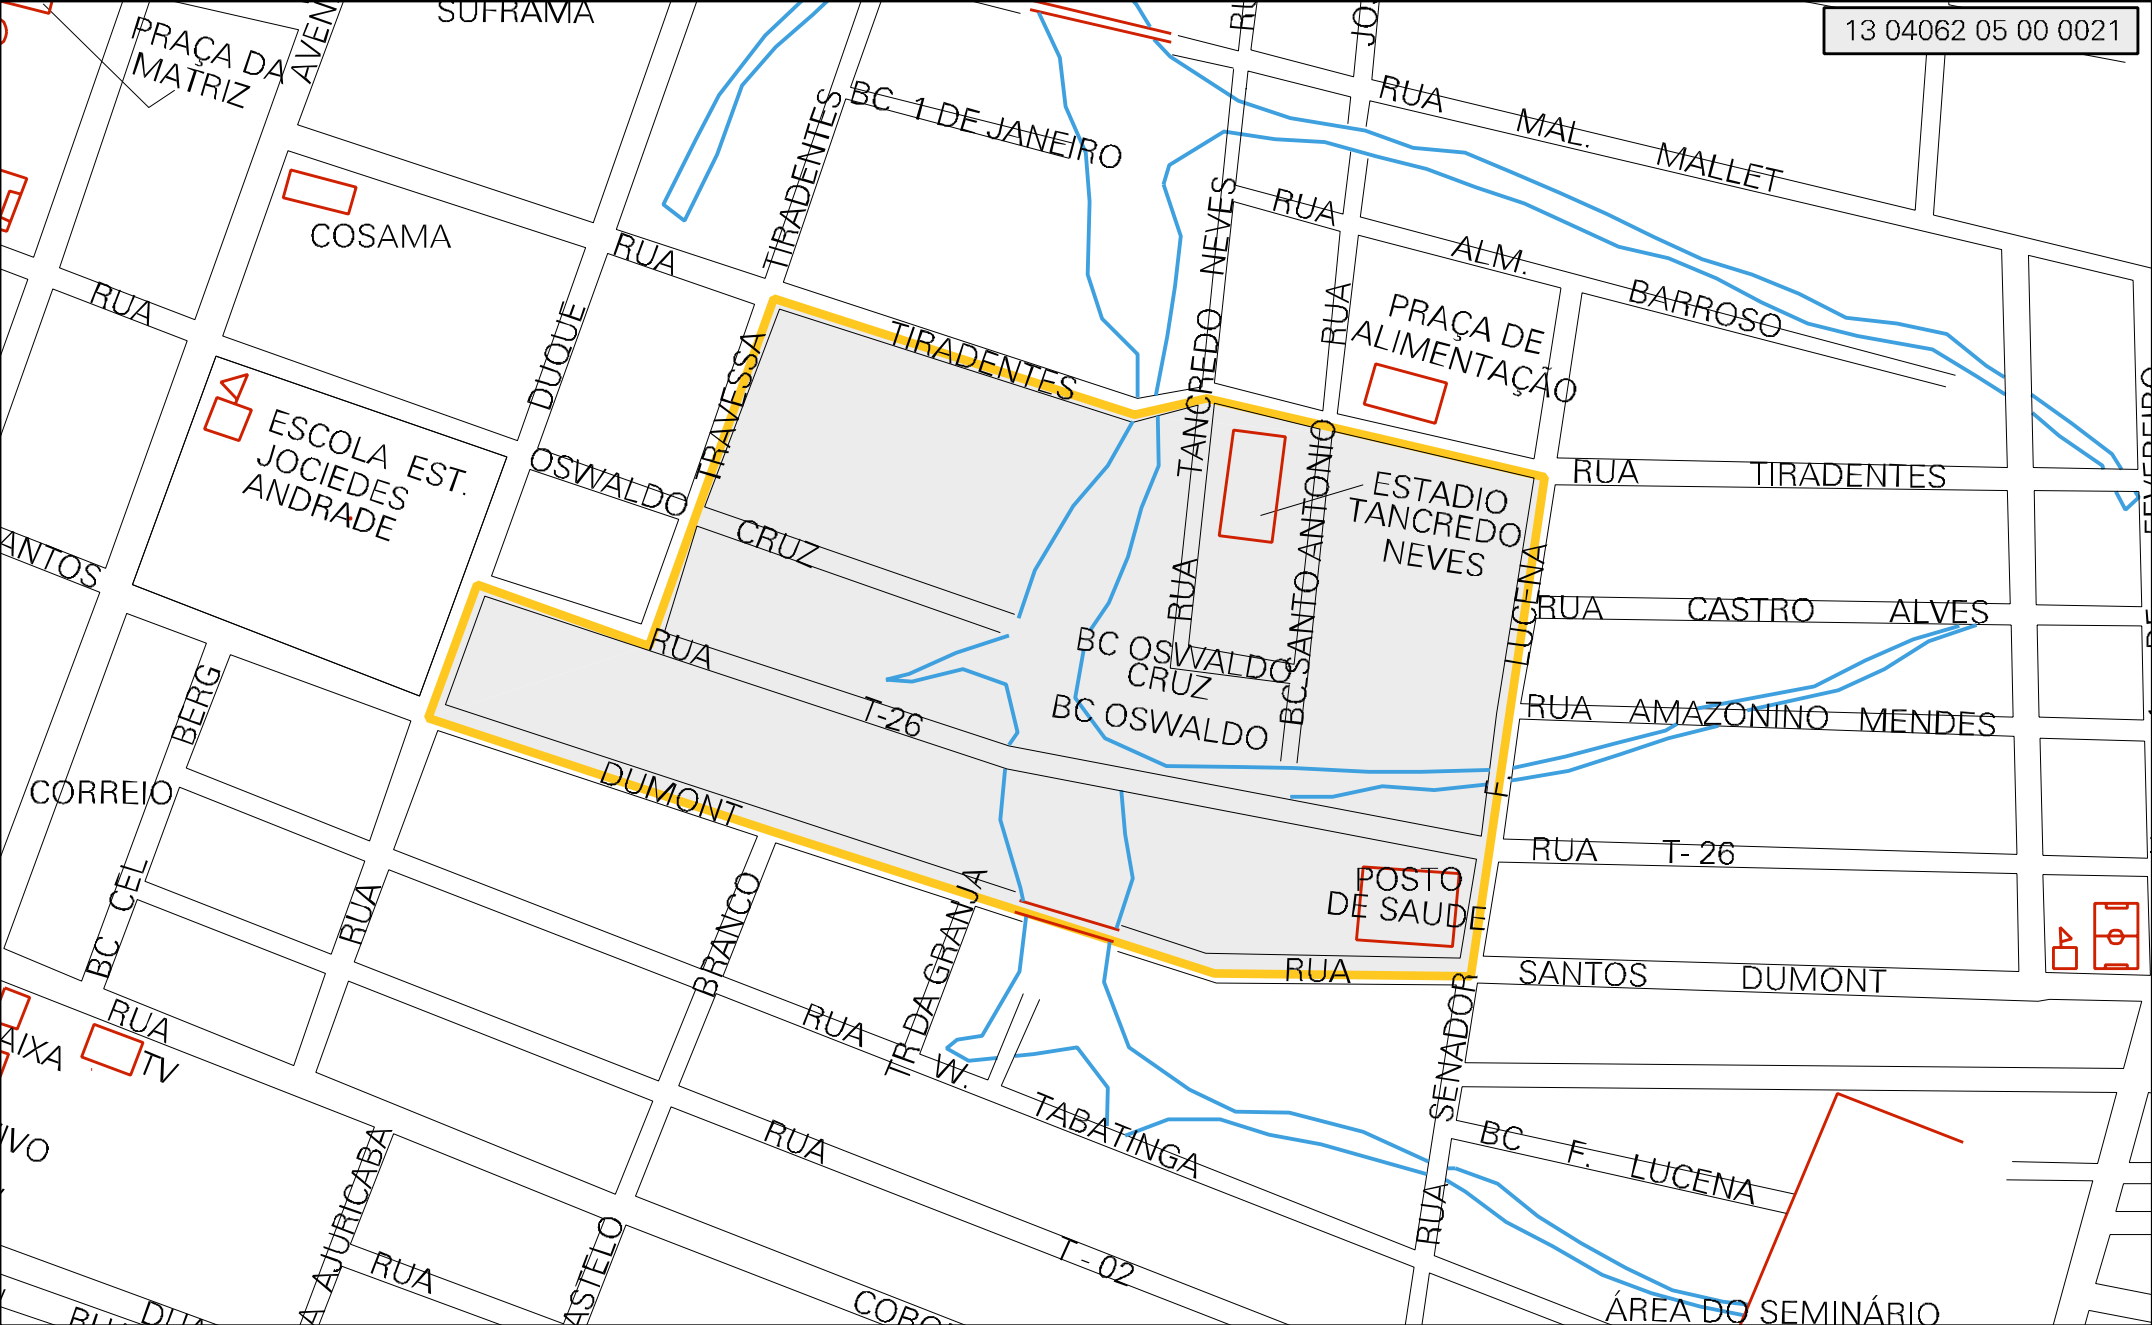 SUFRAMA
13 04062 05 00 0021
PRAÇA DA
MATRIZ
RUA MAL. MALLET
BC 1 DE JANEIRO
TIRADENTES
COSAMA
RUA
RUA ALM. BARROSO
RUA
TANCREDO NEVES
RUA
PRAÇA DE
ALIMENTAÇÃO
DUQUE
TRAVESSA
TIRADENTES
ESCOLA EST.
JOCIEDES
ANDRADE
OSWALDO
CRUZ
RUA TIRADENTES
ESTADIO
TANCREDO
NEVES
RUA
BC SANTO ANTONIO
LUCENA
RUA CASTRO ALVES
RUA
T-26
BC OSWALDO
CRUZ
BC OSWALDO
RUA AMAZONINO MENDES
BERG
CORREIO
DUMONT
F.
RUA T-26
POSTO
DE SAUDE
BC CEL
RUA
BRANCO
TR DA GRANJA
RUA
SANTOS DUMONT
RUA
TV
RUA W. TABATINGA
SENADOR
RUA
BC F. LUCENA
RUA T-02
AJURICABA
RUA
RUA
ÁREA DO SEMINÁRIO